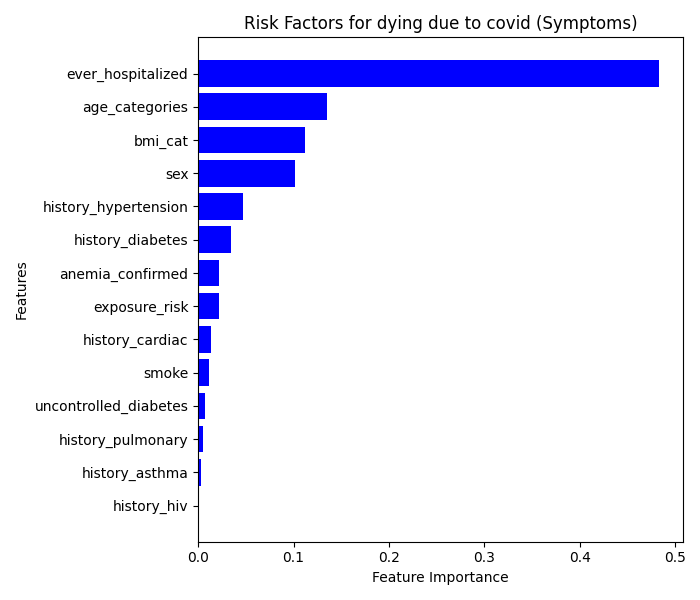 Risk Factors for dying due to covid (Symptoms)
ever_hospitalized
age_categories
bmi_cat
sex
history_hypertension
history_diabetes
anemia_confirmed
exposure_risk
history_cardiac
smoke
uncontrolled_diabetes
history_pulmonary
history_asthma
history_hiv
Features
0.0 0.1 0.2 0.3 0.4 0.5
Feature Importance